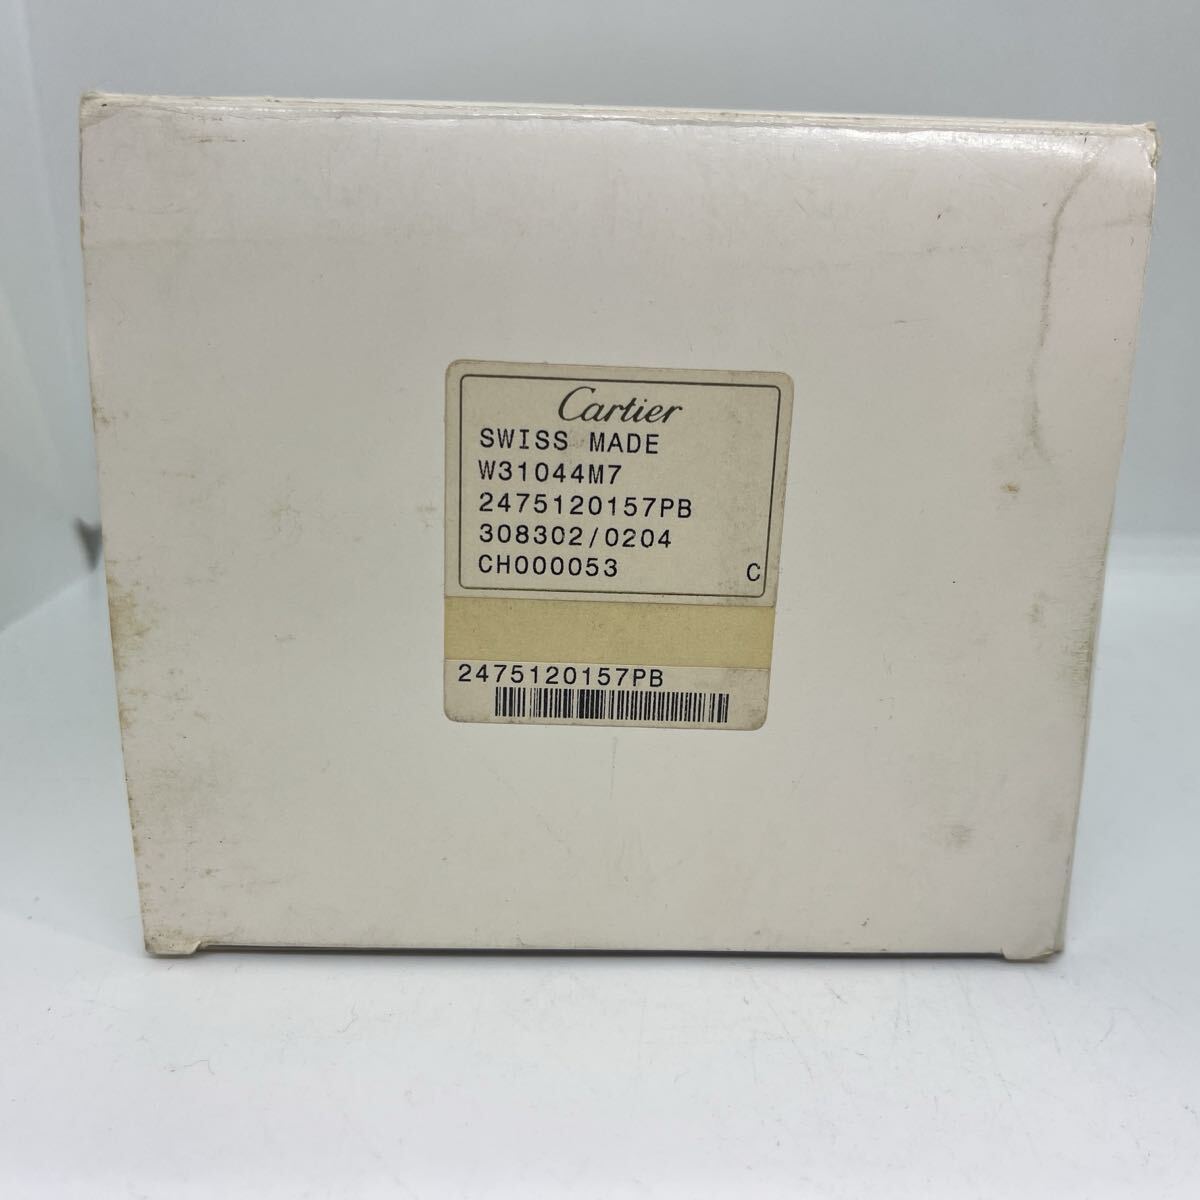 Cartier
SWISS MADE
W31044M7
2475120157PB
308302/0204
CH000053 C
2475120157PB